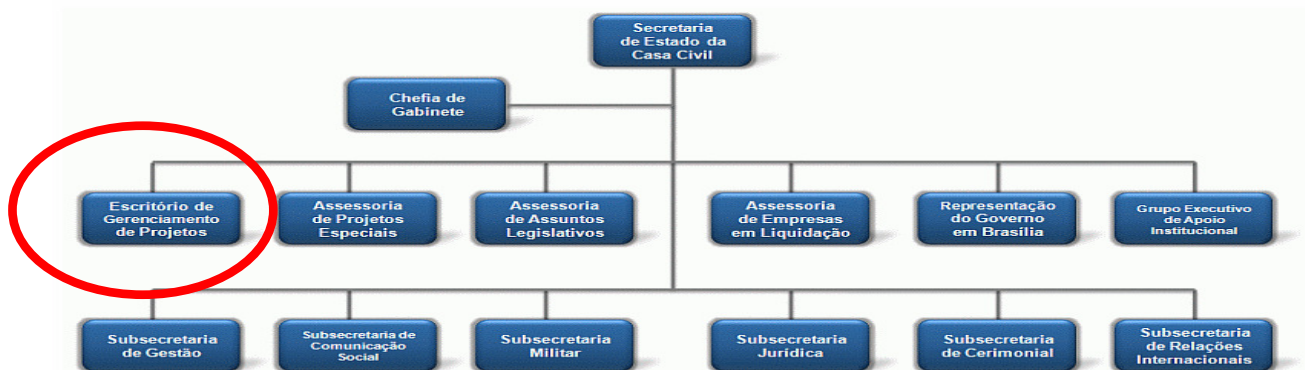 Secretaria
de Estado da
Casa Civil
Chefia de
Gabinete
Escritório de
Gerenciamento
de Projetos
Assessoria
de Projetos
Especiais
Assessoria
de Assuntos
Legislativos
Assessoria
de Empresas
em Liquidação
Representação
do Governo
em Brasília
Grupo Executivo
de Apoio
Institucional
Subsecretaria
de Gestão
Subsecretaria de
Comunicação
Social
Subsecretaria
Militar
Subsecretaria
Jurídica
Subsecretaria
de Cerimonial
Subsecretaria
de Relações
Internacionais